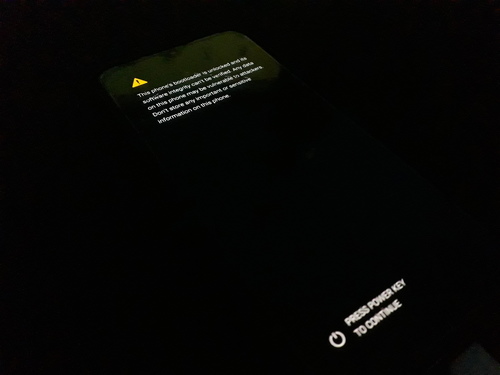 This phone's bootloader is unlocked and its
software integrity can't be verified. Any data
on this phone may be vulnerable to attackers.
Don't store any important or sensitive
information on this phone.
PRESS POWER KEY
TO CONTINUE